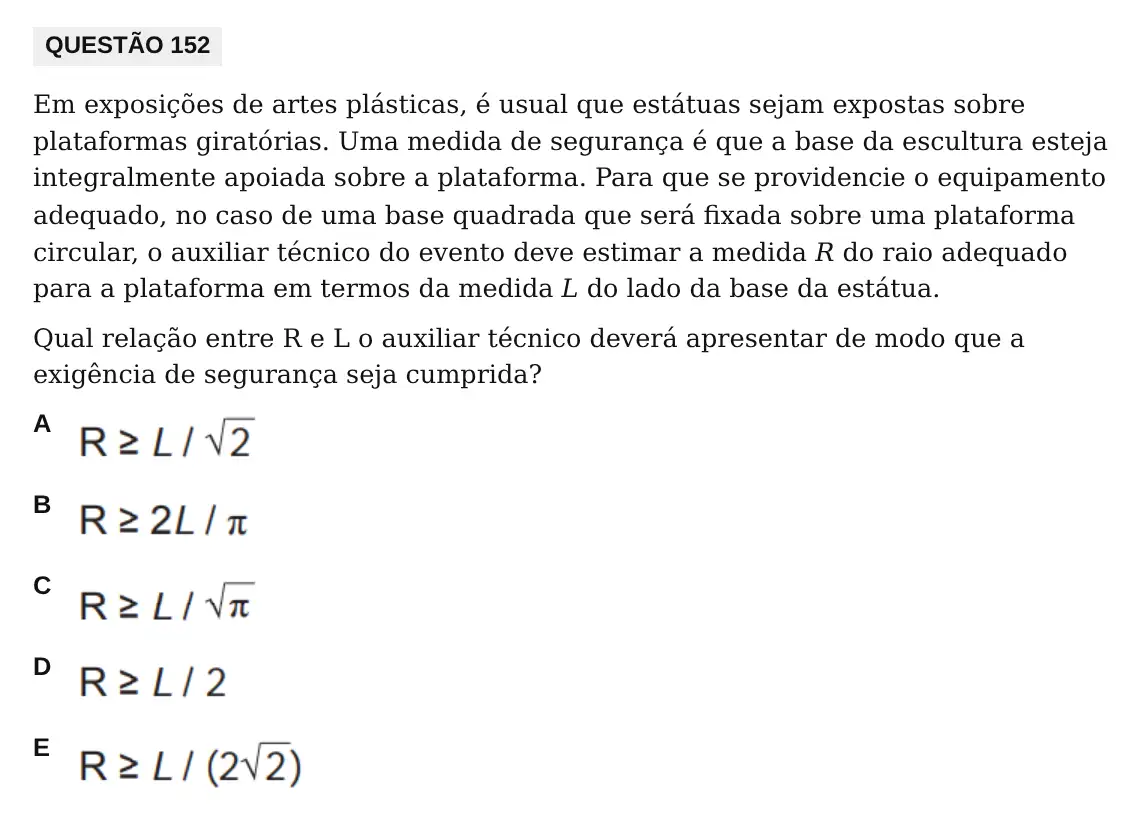 QUESTÃO 152
Em exposições de artes plásticas, é usual que estátuas sejam expostas sobre
plataformas giratórias. Uma medida de segurança é que a base da escultura esteja
integralmente apoiada sobre a plataforma. Para que se providencie o equipamento
adequado, no caso de uma base quadrada que será fixada sobre uma plataforma
circular, o auxiliar técnico do evento deve estimar a medida R do raio adequado
para a plataforma em termos da medida L do lado da base da estátua.
Qual relação entre R e L o auxiliar técnico deverá apresentar de modo que a
exigência de segurança seja cumprida?
A R ≥ L / √2
B R ≥ 2L / π
C R ≥ L / √π
D R ≥ L / 2
E R ≥ L / (2√2)